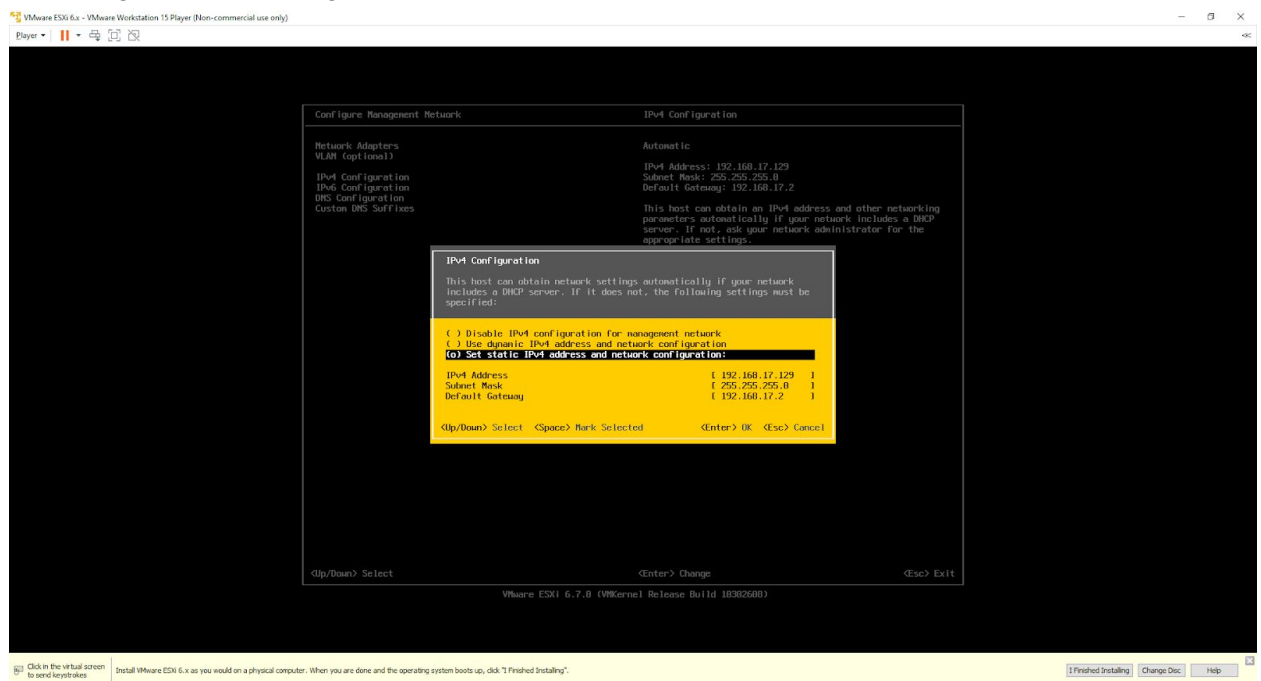 VMware ESXi 6.x - VMware Workstation 15 Player (Non-commercial use only)
Player
Configure Management Network
IPv4 Configuration
Network Adapters
VLAN (optional)
IPv4 Configuration
IPv6 Configuration
DNS Configuration
Custom DNS Suffixes
Automatic
IPv4 Address: 192.168.17.129
Subnet Mask: 255.255.255.0
Default Gateway: 192.168.17.2
This host can obtain an IPv4 address and other networking
parameters automatically if your network includes a DHCP
server. If not, ask your network administrator for the
appropriate settings.
IPv4 Configuration
This host can obtain network settings automatically if your network
includes a DHCP server. If it does not, the following settings must be
specified:
( ) Disable IPv4 configuration for management network
( ) Use dynamic IPv4 address and network configuration
(o) Set static IPv4 address and network configuration:
IPv4 Address [ 192.168.17.129 ]
Subnet Mask [ 255.255.255.0 ]
Default Gateway [ 192.168.17.2 ]
<Up/Down> Select <Space> Mark Selected <Enter> OK <Esc> Cancel
<Up/Down> Select <Enter> Change <Esc> Exit
VMware ESXi 6.7.0 (VMKernel Release Build 10302608)
Click in the virtual screen
to send keystrokes
Install VMware ESXi 6.x as you would on a physical computer. When you are done and the operating system boots up, click "I Finished Installing".
I Finished Installing Change Disc Help